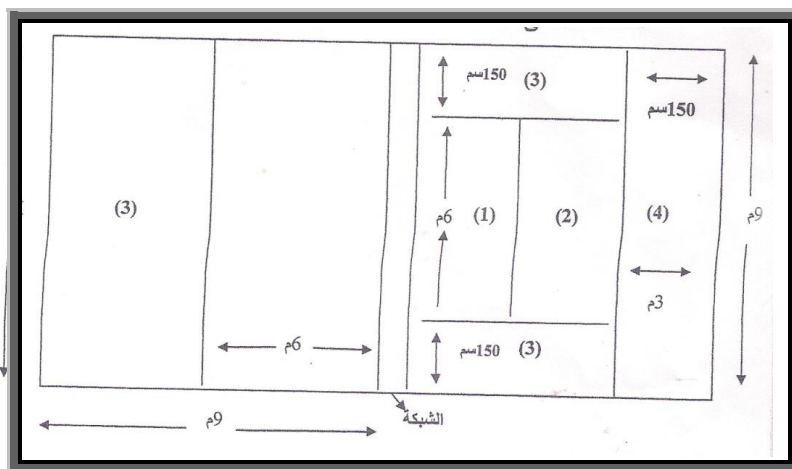 150سم (3)
150سم
(3)
6م (1) (2) (4) 9م
3م
6م
150سم (3)
الشبكة
9م